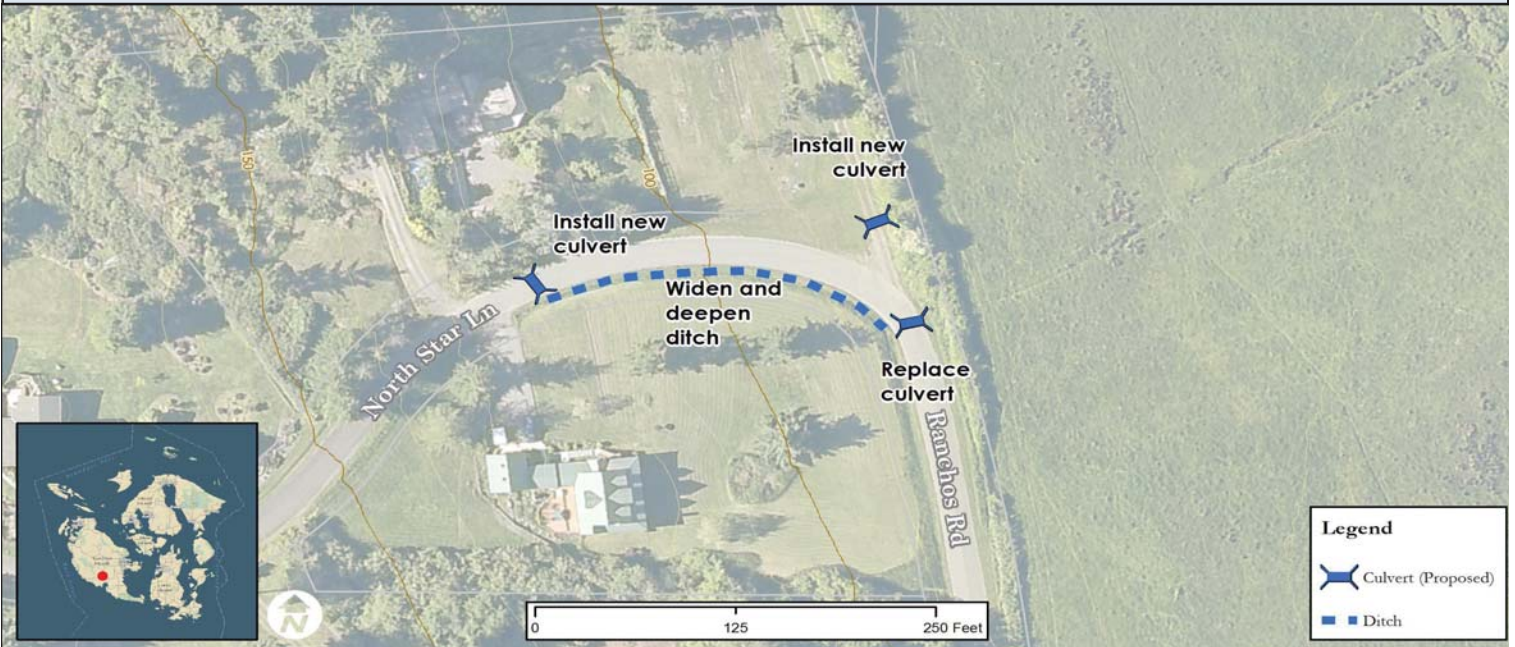 Install new
culvert
150
100
Install new
culvert
Widen and
deepen
ditch
North Star Ln
Replace
culvert
Ranchos Rd
Legend
Culvert (Proposed)
Ditch
N
0 125 250 Feet